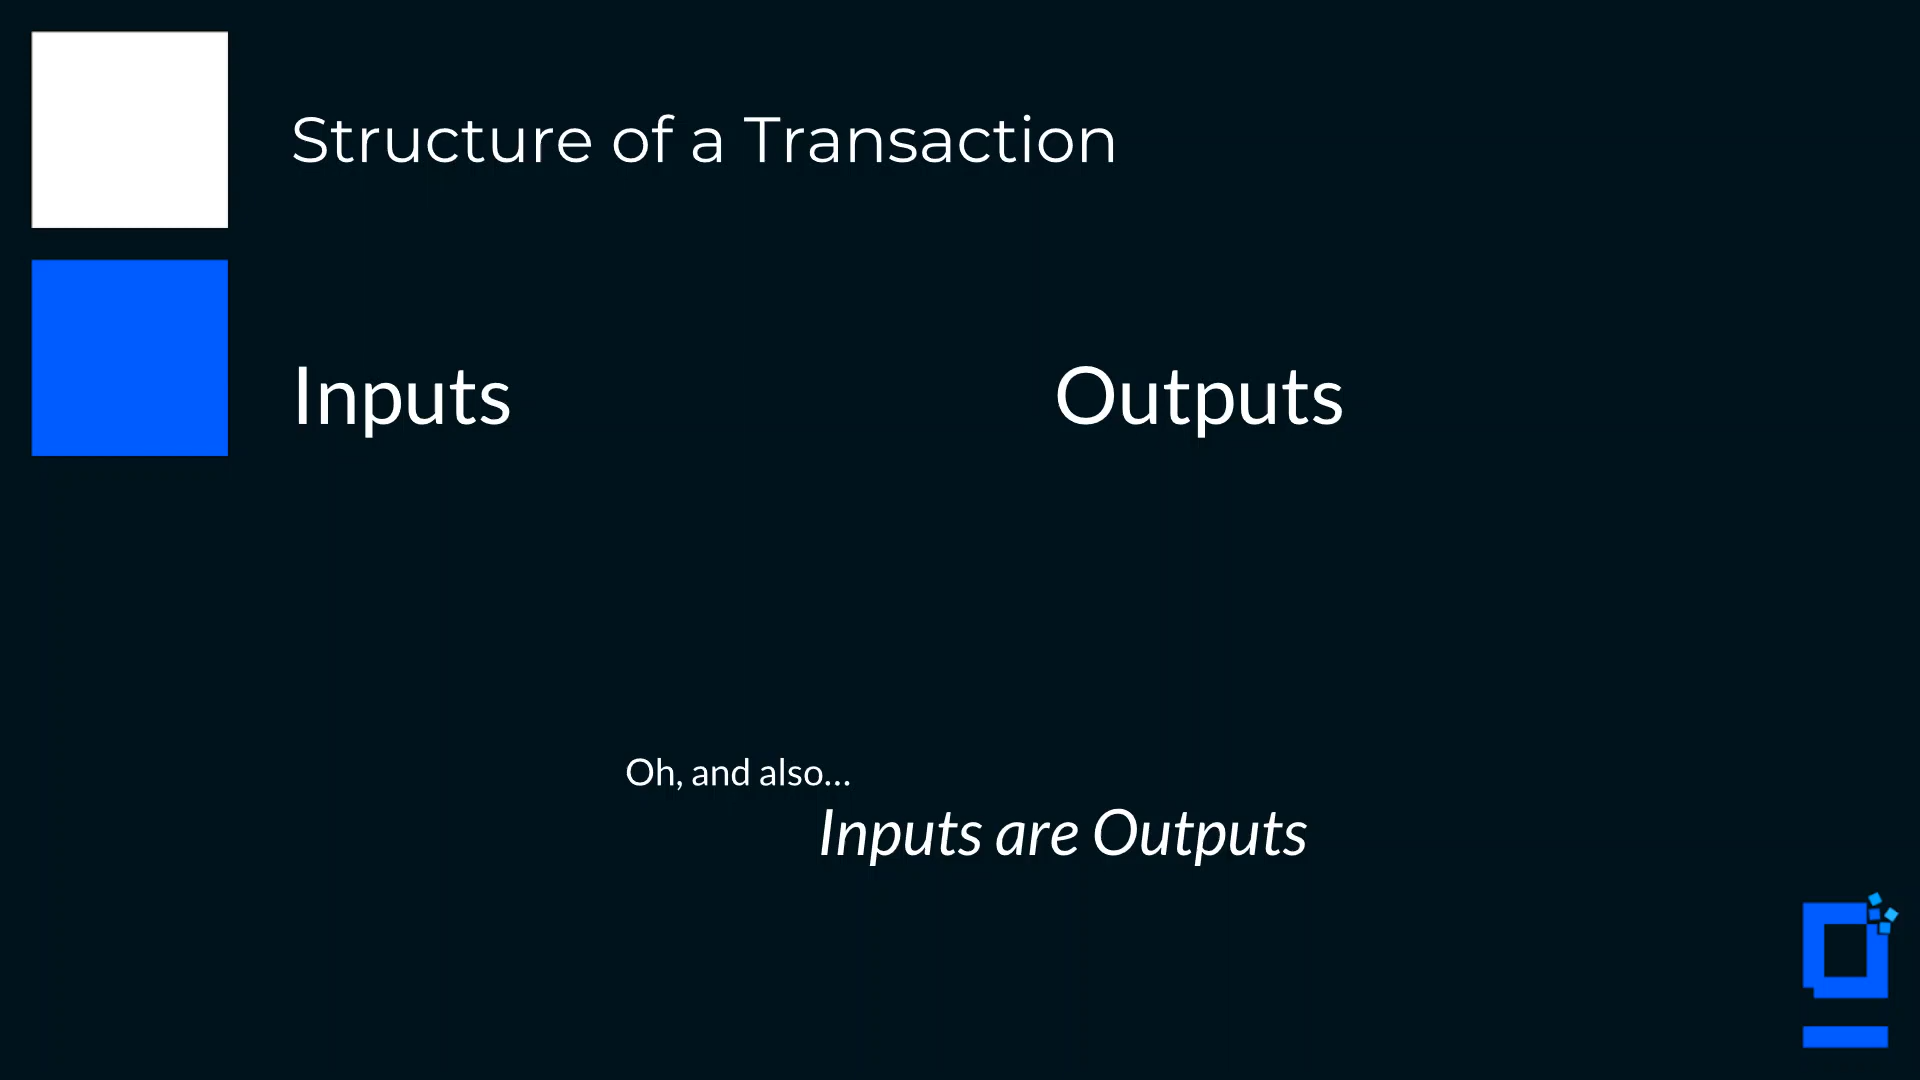 Structure of a Transaction
Inputs
Outputs
Oh, and also...
Inputs are Outputs